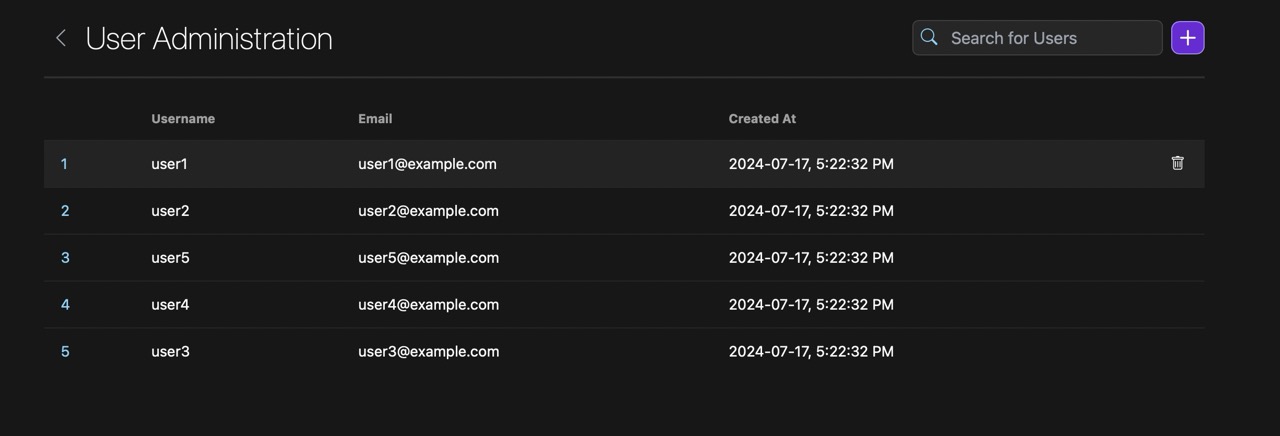 User Administration Search for Users
Username Email Created At
1 user1 user1@example.com 2024-07-17, 5:22:32 PM
2 user2 user2@example.com 2024-07-17, 5:22:32 PM
3 user5 user5@example.com 2024-07-17, 5:22:32 PM
4 user4 user4@example.com 2024-07-17, 5:22:32 PM
5 user3 user3@example.com 2024-07-17, 5:22:32 PM